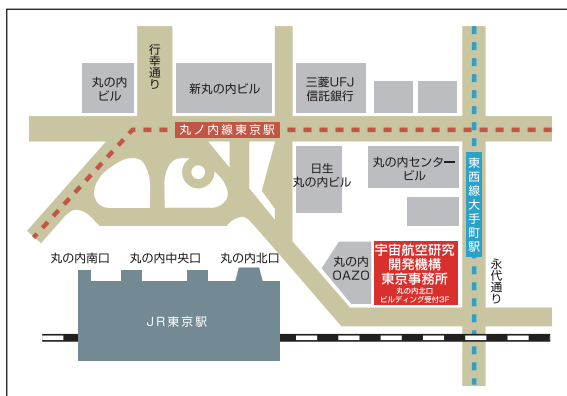 行幸通り
丸の内
ビル
新丸の内ビル
三菱UFJ
信託銀行
丸ノ内線東京駅
日生
丸の内ビル
丸の内センター
ビル
東西線大手町駅
丸の内南口
丸の内中央口
丸の内北口
丸の内
OAZO
宇宙航空研究
開発機構
東京事務所
丸の内北口
ビルディング受付3F
永代通り
JR東京駅